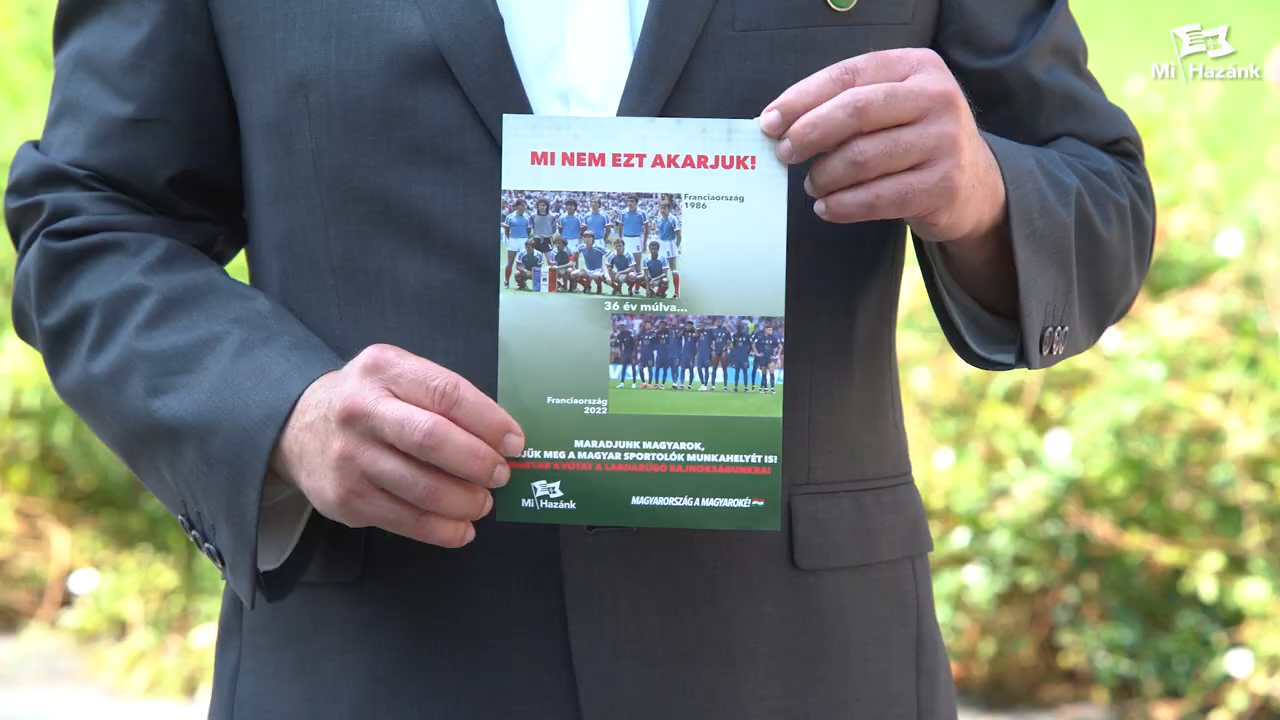 Mi Hazánk
MI NEM EZT AKARJUK!
Franciaország
1986
36 év múlva...
Franciaország
2022
MARADJUNK MAGYAROK,
MEG A MAGYAR SPORTOLÓK MUNKAHELYÉT IS!
A LABDARÚGÓ BAJNOKSÁGUNKRA!
Mi Hazánk
MAGYARORSZÁG A MAGYAROKÉ!